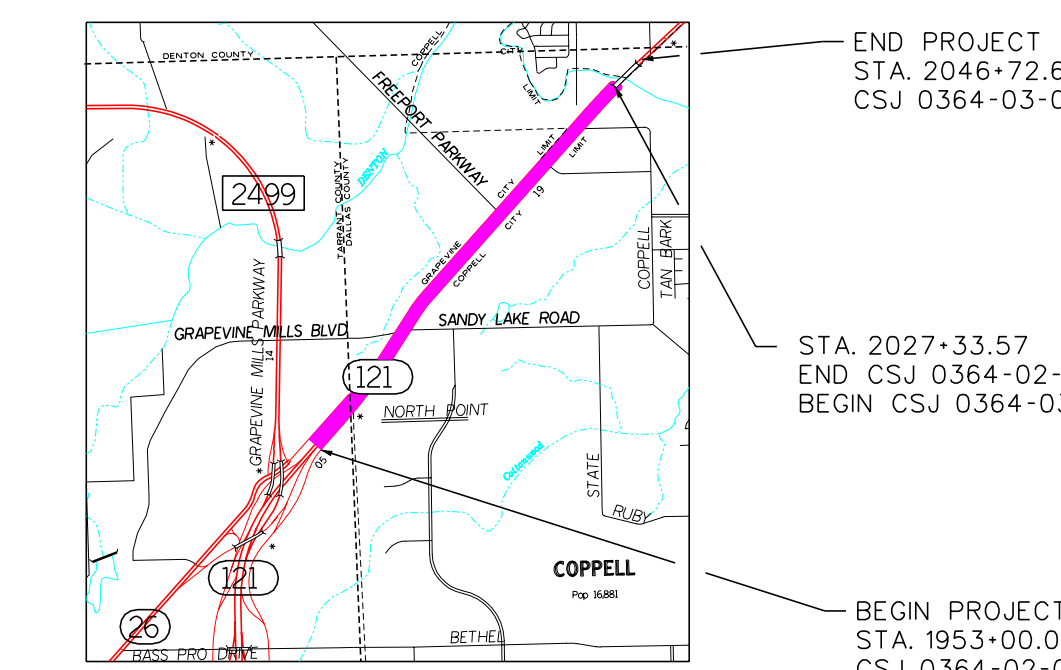 END PROJECT
STA. 2046+72.6
CSJ 0364-03-0
DENTON COUNTY
COPPELL
CITY
LIMIT
FREEPORT PARKWAY
LIMIT
LIMIT
DENTON
2499
TARRANT COUNTY
DALLAS COUNTY
CITY
19
CITY
GRAPEVINE
COPPELL
COPPELL
TAN BARK
GRAPEVINE MILLS PARKWAY
14
GRAPEVINE MILLS BLVD
SANDY LAKE ROAD
STA. 2027+33.57
END CSJ 0364-02-
BEGIN CSJ 0364-03
121
NORTH POINT
05
Cottonwood
STATE
RUBY
COPPELL
Pop 16,881
121
26
BETHEL
BASS PRO DRIVE
BEGIN PROJECT
STA. 1953+00.0
CSJ 0364-02-0